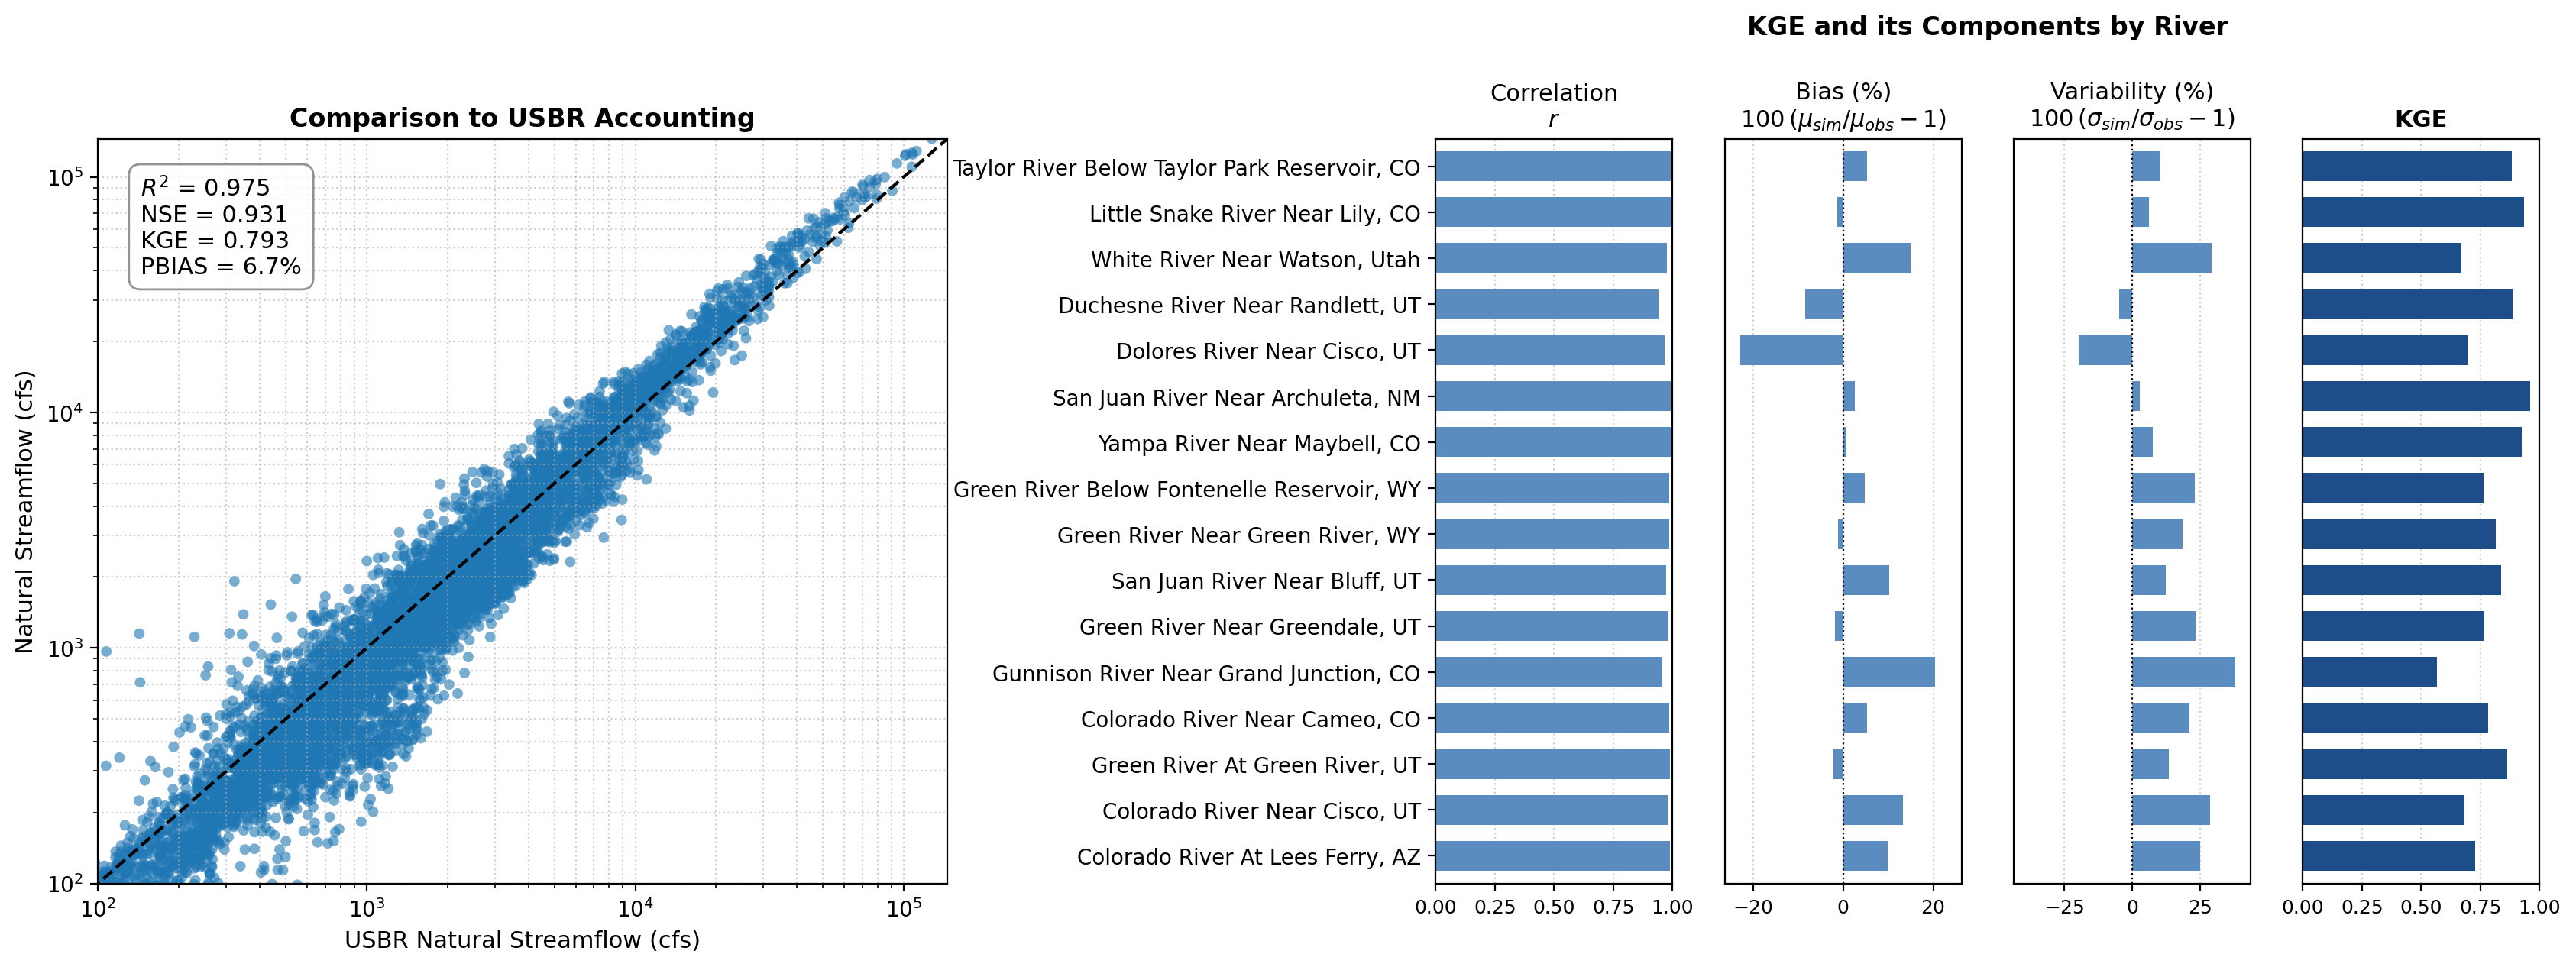 KGE and its Components by River
Comparison to USBR Accounting
R² = 0.975
NSE = 0.931
KGE = 0.793
PBIAS = 6.7%
10⁵
10⁴
10³
10²
Natural Streamflow (cfs)
10² 10³ 10⁴ 10⁵
USBR Natural Streamflow (cfs)
Correlation
r
Bias (%)
100 (μ_sim/μ_obs − 1)
Variability (%)
100 (σ_sim/σ_obs − 1)
KGE
Taylor River Below Taylor Park Reservoir, CO
Little Snake River Near Lily, CO
White River Near Watson, Utah
Duchesne River Near Randlett, UT
Dolores River Near Cisco, UT
San Juan River Near Archuleta, NM
Yampa River Near Maybell, CO
Green River Below Fontenelle Reservoir, WY
Green River Near Green River, WY
San Juan River Near Bluff, UT
Green River Near Greendale, UT
Gunnison River Near Grand Junction, CO
Colorado River Near Cameo, CO
Green River At Green River, UT
Colorado River Near Cisco, UT
Colorado River At Lees Ferry, AZ
0.00 0.25 0.50 0.75 1.00
−20 0 20
−25 0 25
0.00 0.25 0.50 0.75 1.00